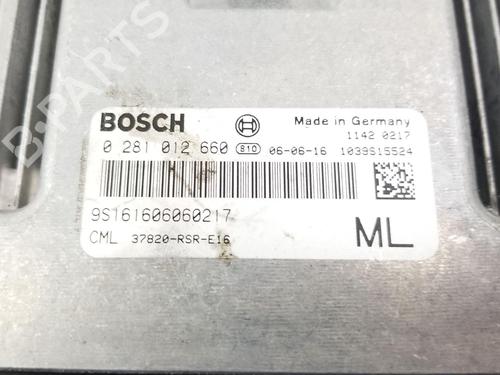 B-PARTS
BOSCH
Made in Germany
1142 0217
0 281 012 660 810 06-06-16 1039S15524
9S161606060217
CML 37820-RSR-E16
ML